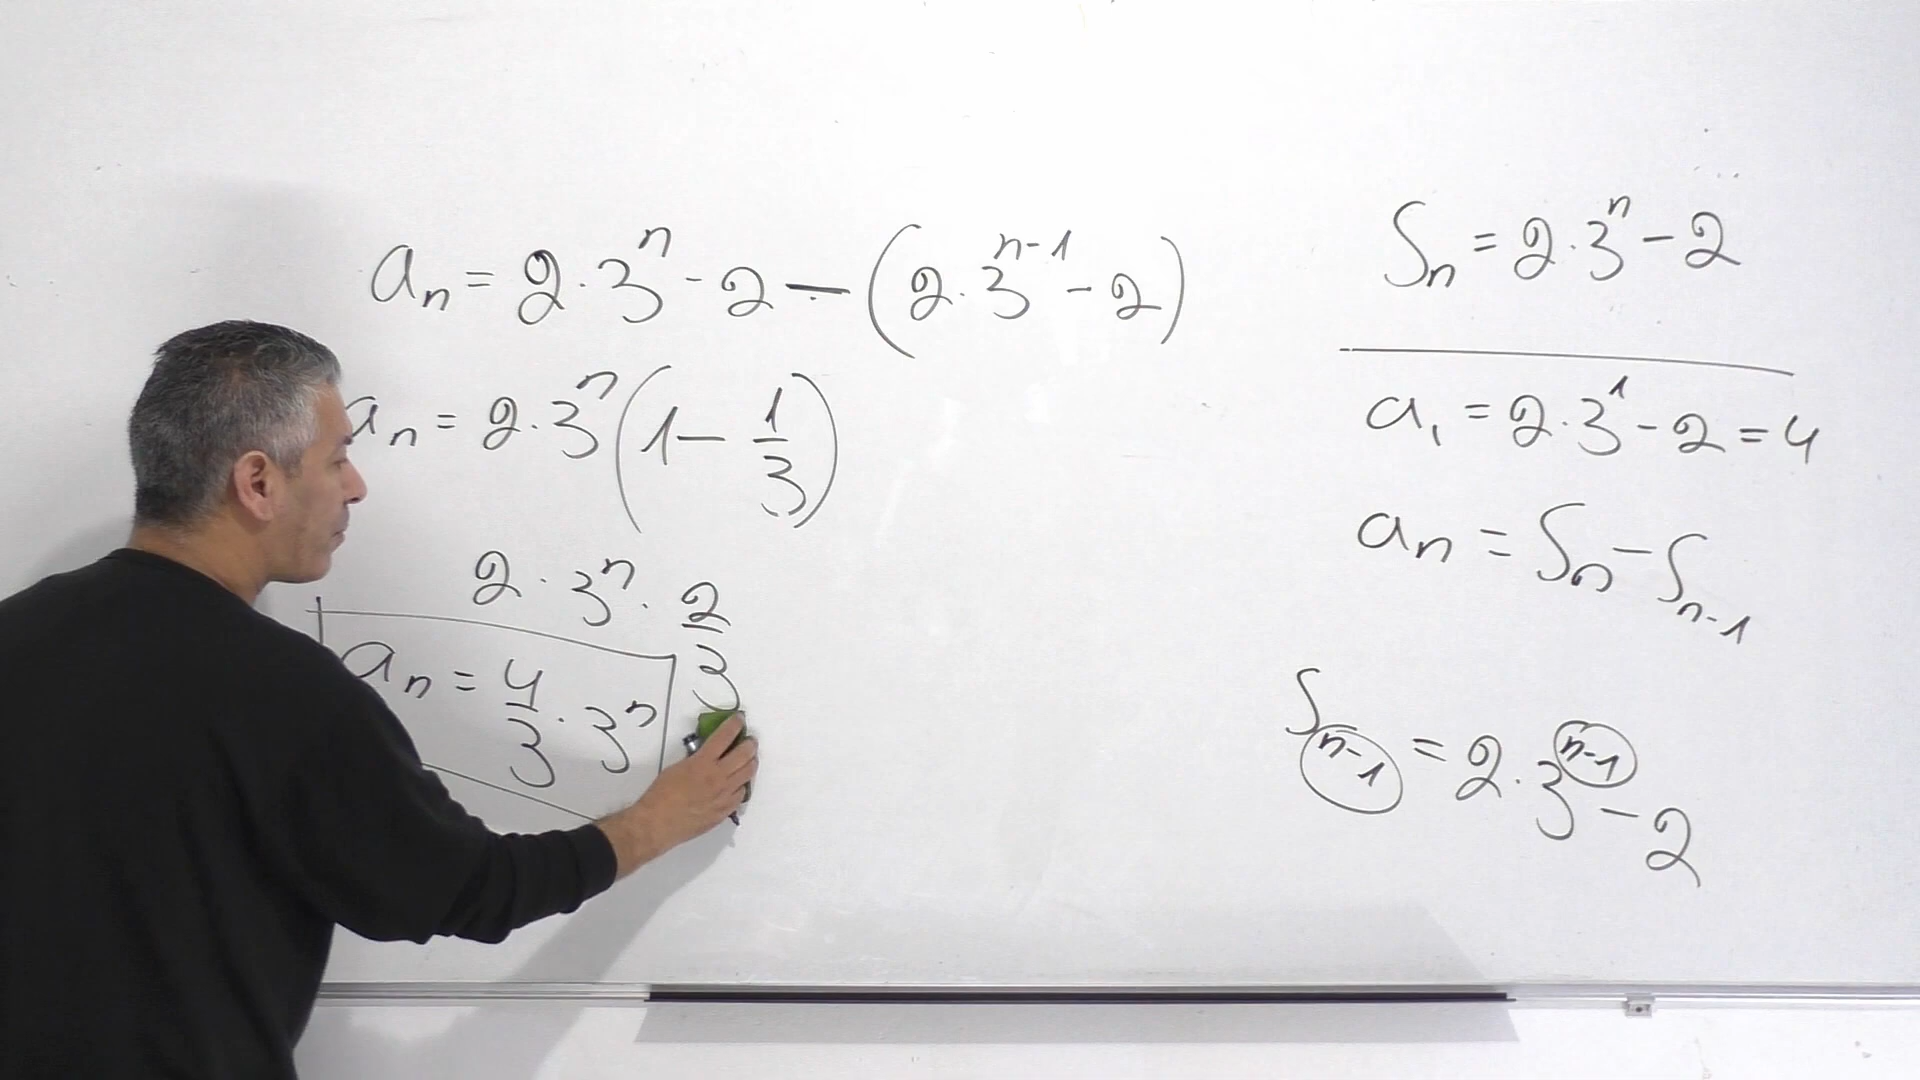 aₙ = 2·3ⁿ - 2 - (2·3ⁿ⁻¹ - 2)
aₙ = 2·3ⁿ(1 - 1/3)
2·3ⁿ·2/3
aₙ = 4/3·3ⁿ
Sₙ = 2·3ⁿ - 2
a₁ = 2·3¹ - 2 = 4
aₙ = Sₙ - Sₙ₋₁
Sₙ₋₁ = 2·3ⁿ⁻¹ - 2